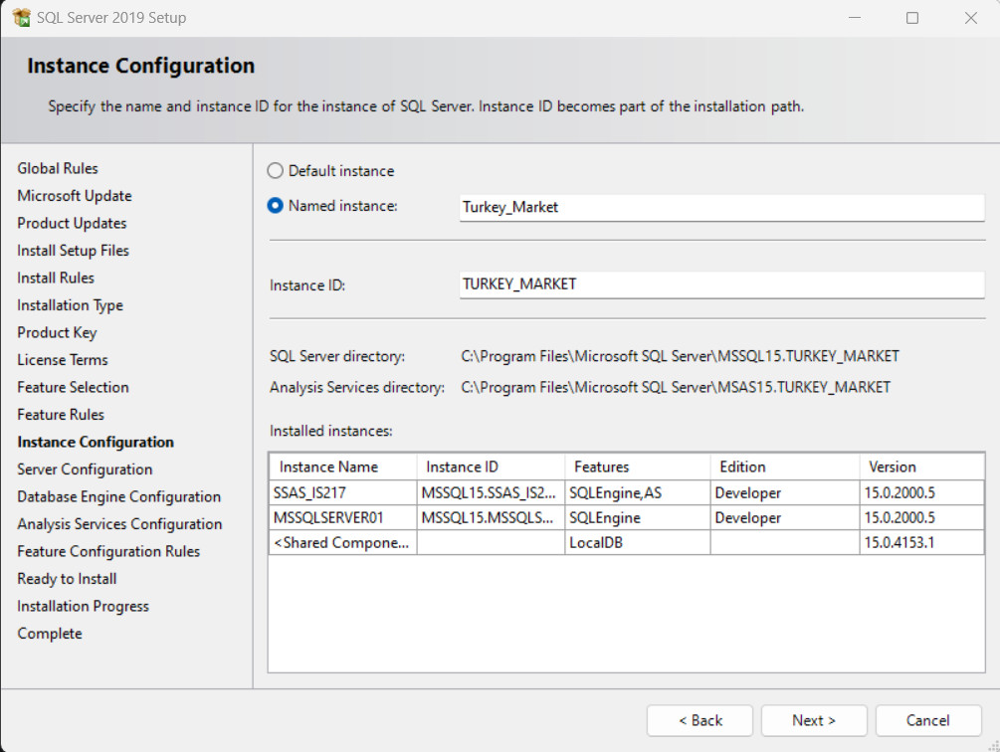 SQL Server 2019 Setup
Instance Configuration
Specify the name and instance ID for the instance of SQL Server. Instance ID becomes part of the installation path.
Global Rules
Microsoft Update
Product Updates
Install Setup Files
Install Rules
Installation Type
Product Key
License Terms
Feature Selection
Feature Rules
Instance Configuration
Server Configuration
Database Engine Configuration
Analysis Services Configuration
Feature Configuration Rules
Ready to Install
Installation Progress
Complete
Default instance
Named instance: Turkey_Market
Instance ID: TURKEY_MARKET
SQL Server directory: C:\Program Files\Microsoft SQL Server\MSSQL15.TURKEY_MARKET
Analysis Services directory: C:\Program Files\Microsoft SQL Server\MSAS15.TURKEY_MARKET
Installed instances:
Instance Name Instance ID Features Edition Version
SSAS_IS217 MSSQL15.SSAS_IS2... SQLEngine,AS Developer 15.0.2000.5
MSSQLSERVER01 MSSQL15.MSSQLS... SQLEngine Developer 15.0.2000.5
<Shared Compone... LocalDB 15.0.4153.1
< Back Next > Cancel